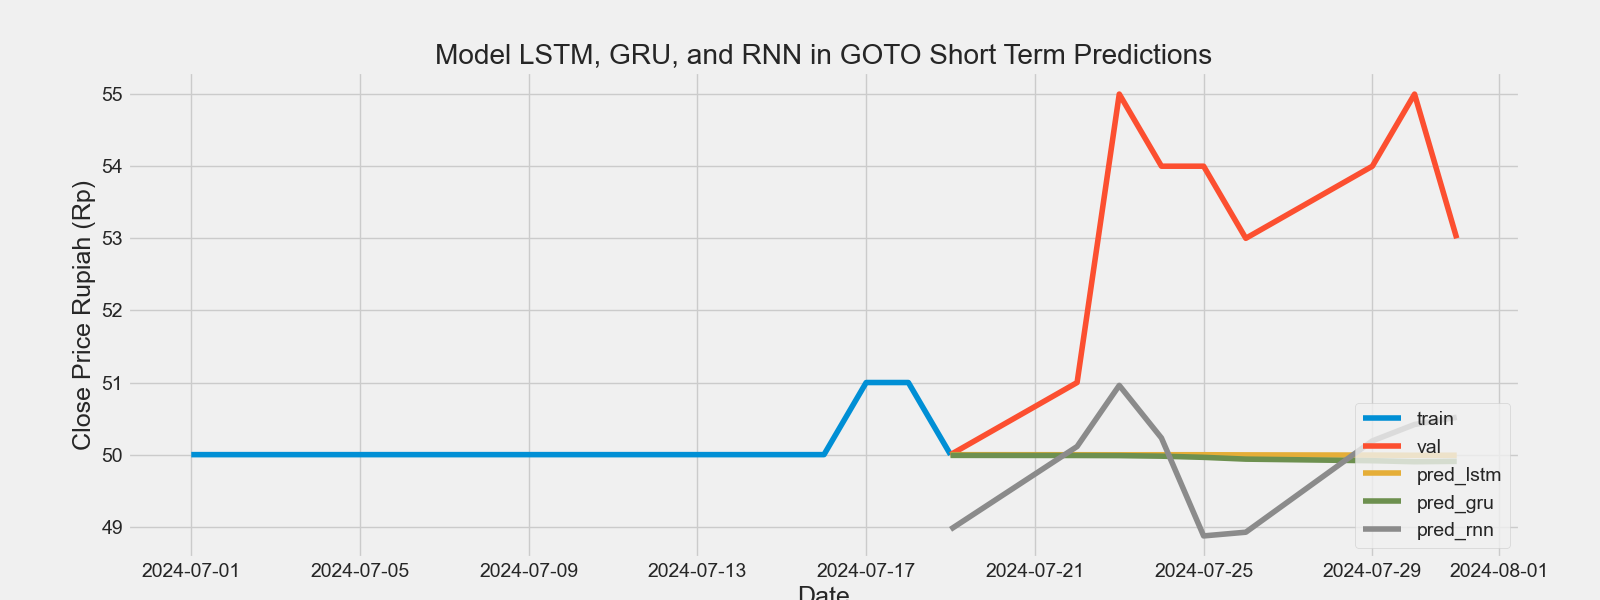 Model LSTM, GRU, and RNN in GOTO Short Term Predictions
Close Price Rupiah (Rp)
55
54
53
52
51
50
49
train
val
pred_lstm
pred_gru
pred_rnn
2024-07-01 2024-07-05 2024-07-09 2024-07-13 2024-07-17 2024-07-21 2024-07-25 2024-07-29 2024-08-01
Date